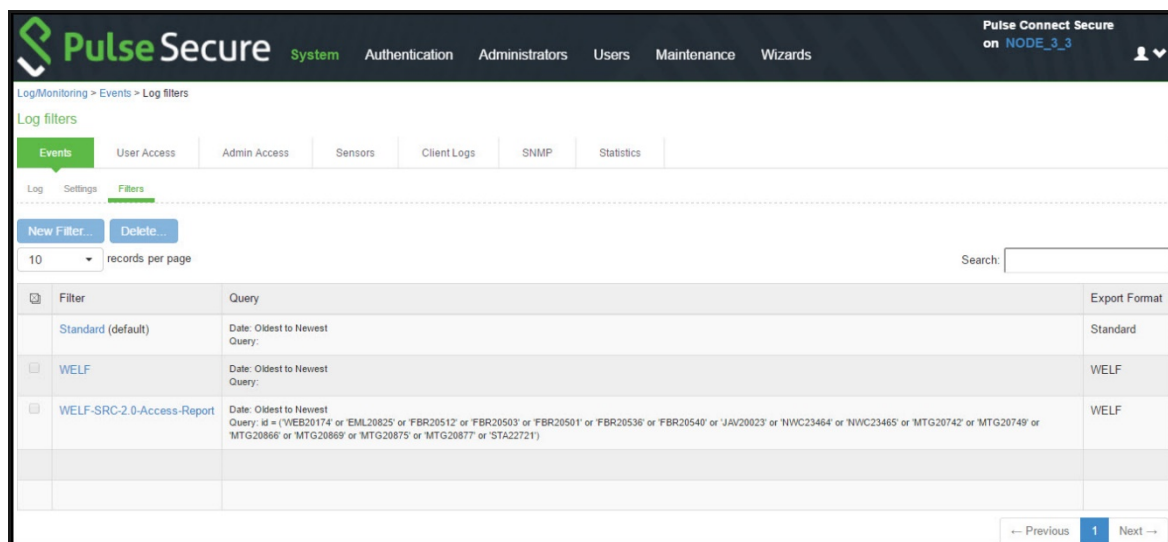 Pulse Secure
System Authentication Administrators Users Maintenance Wizards
Pulse Connect Secure
on NODE_3_3
Log/Monitoring > Events > Log filters
Log filters
Events User Access Admin Access Sensors Client Logs SNMP Statistics
Log Settings Filters
New Filter... Delete...
10 records per page
Search:
Filter Query Export Format
Standard (default) Date: Oldest to Newest Standard
Query:
WELF Date: Oldest to Newest WELF
Query:
WELF-SRC-2.0-Access-Report Date: Oldest to Newest WELF
Query: id = ('WEB20174' or 'EML20825' or 'FBR20512' or 'FBR20503' or 'FBR20501' or 'FBR20536' or 'FBR20540' or 'JAV20023' or 'NWC23464' or 'NWC23465' or 'MTG20742' or 'MTG20749' or
'MTG20866' or 'MTG20869' or 'MTG20875' or 'MTG20877' or 'STA22721')
← Previous 1 Next →